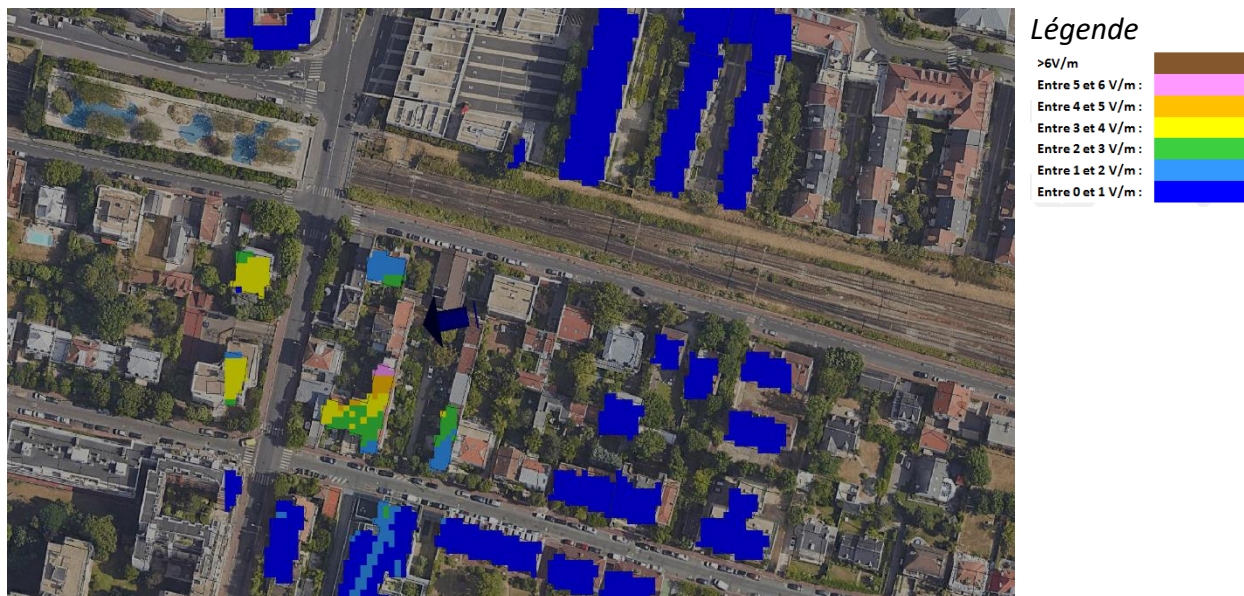 Légende
>6V/m
Entre 5 et 6 V/m :
Entre 4 et 5 V/m :
Entre 3 et 4 V/m :
Entre 2 et 3 V/m :
Entre 1 et 2 V/m :
Entre 0 et 1 V/m :